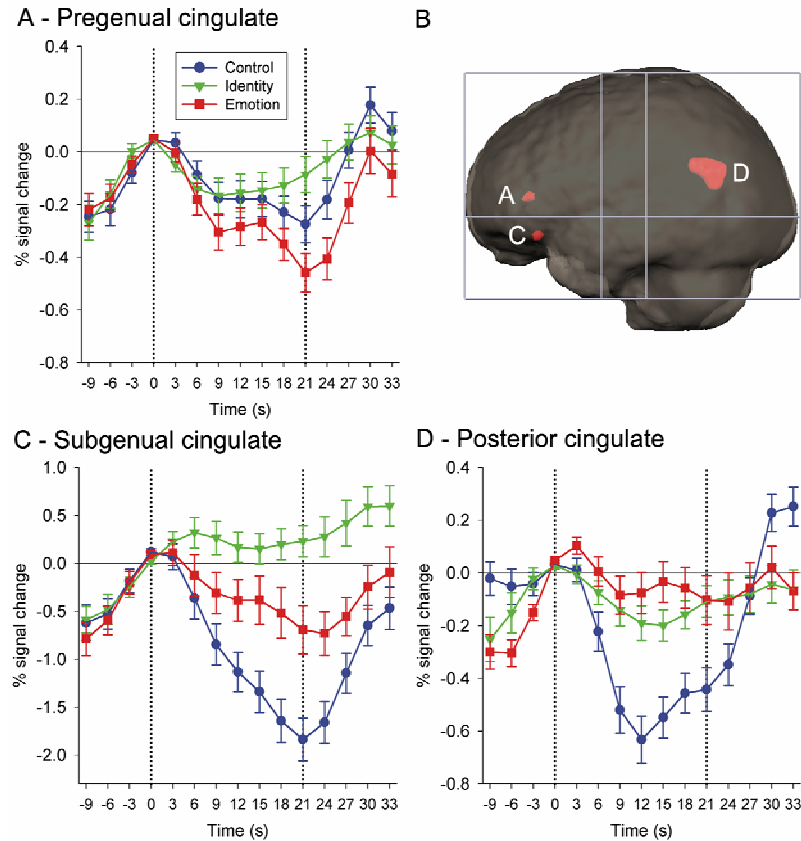 A - Pregenual cingulate
B
0.4
0.2
0.0
-0.2
-0.4
-0.6
-0.8
% signal change
Control
Identity
Emotion
-9 -6 -3 0 3 6 9 12 15 18 21 24 27 30 33
Time (s)
A
C
D
C - Subgenual cingulate
1.0
0.5
0.0
-0.5
-1.0
-1.5
-2.0
% signal change
-9 -6 -3 0 3 6 9 12 15 18 21 24 27 30 33
Time (s)
D - Posterior cingulate
0.4
0.2
0.0
-0.2
-0.4
-0.6
-0.8
% signal change
-9 -6 -3 0 3 6 9 12 15 18 21 24 27 30 33
Time (s)